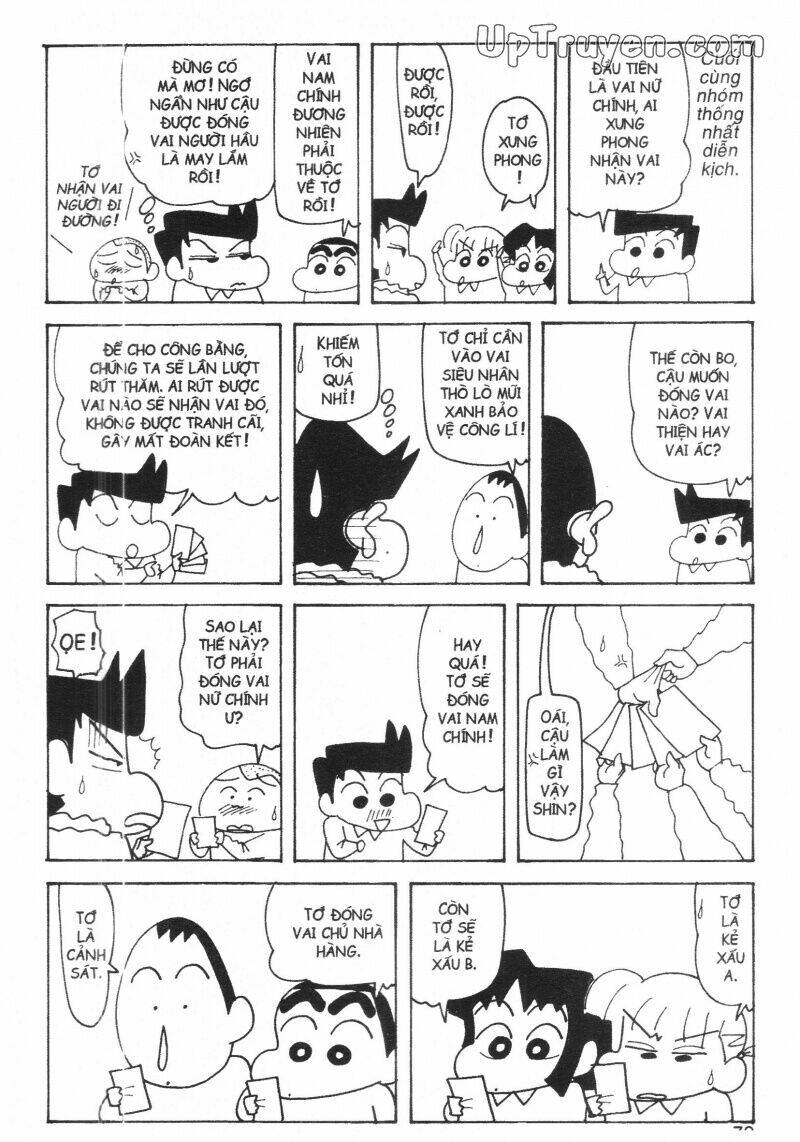 UpTruyen.com
Cuối
cùng
nhóm
thống
nhất
diễn
kịch.
ĐẦU TIÊN
LÀ VAI NỮ
CHÍNH, AI
XUNG
PHONG
NHẬN VAI
NÀY?
TỚ
XUNG
PHONG
!
ĐƯỢC
RỒI,
ĐƯỢC
RỒI!
VAI
NAM
CHÍNH
ĐƯƠNG
NHIÊN
PHẢI
THUỘC
VỀ TỚ
RỒI!
ĐỪNG CÓ
MÀ MƠ! NGỚ
NGẨN NHƯ CẬU
ĐƯỢC ĐÓNG
VAI NGƯỜI HẦU
LÀ MAY LẮM
RỒI!
TỚ
NHẬN VAI
NGƯỜI ĐI
ĐƯỜNG!
THẾ CÒN BO,
CẬU MUỐN
ĐÓNG VAI
NÀO? VAI
THIỆN HAY
VAI ÁC?
TỚ CHỈ CẦN
VÀO VAI
SIÊU NHÂN
THÒ LÒ MŨI
XANH BẢO
VỆ CÔNG LÍ!
KHIÊM
TỐN
QUÁ
NHỈ!
ĐỂ CHO CÔNG BẰNG,
CHÚNG TA SẼ LẦN LƯỢT
RÚT THĂM. AI RÚT ĐƯỢC
VAI NÀO SẼ NHẬN VAI ĐÓ,
KHÔNG ĐƯỢC TRANH CÃI,
GÂY MẤT ĐOÀN KẾT!
OÁI,
CẬU
LÀM
GÌ
VẬY
SHIN?
HAY
QUÁ!
TỚ SẼ
ĐÓNG
VAI NAM
CHÍNH!
SAO LẠI
THẾ NÀY?
TỚ PHẢI
ĐÓNG VAI
NỮ CHÍNH
Ư?
ỌE!
TỚ
LÀ KẺ
XẤU
A.
CÒN
TỚ SẼ
LÀ KẺ
XẤU B.
TỚ ĐÓNG
VAI CHỦ NHÀ
HÀNG.
TỚ
LÀ
CẢNH
SÁT.